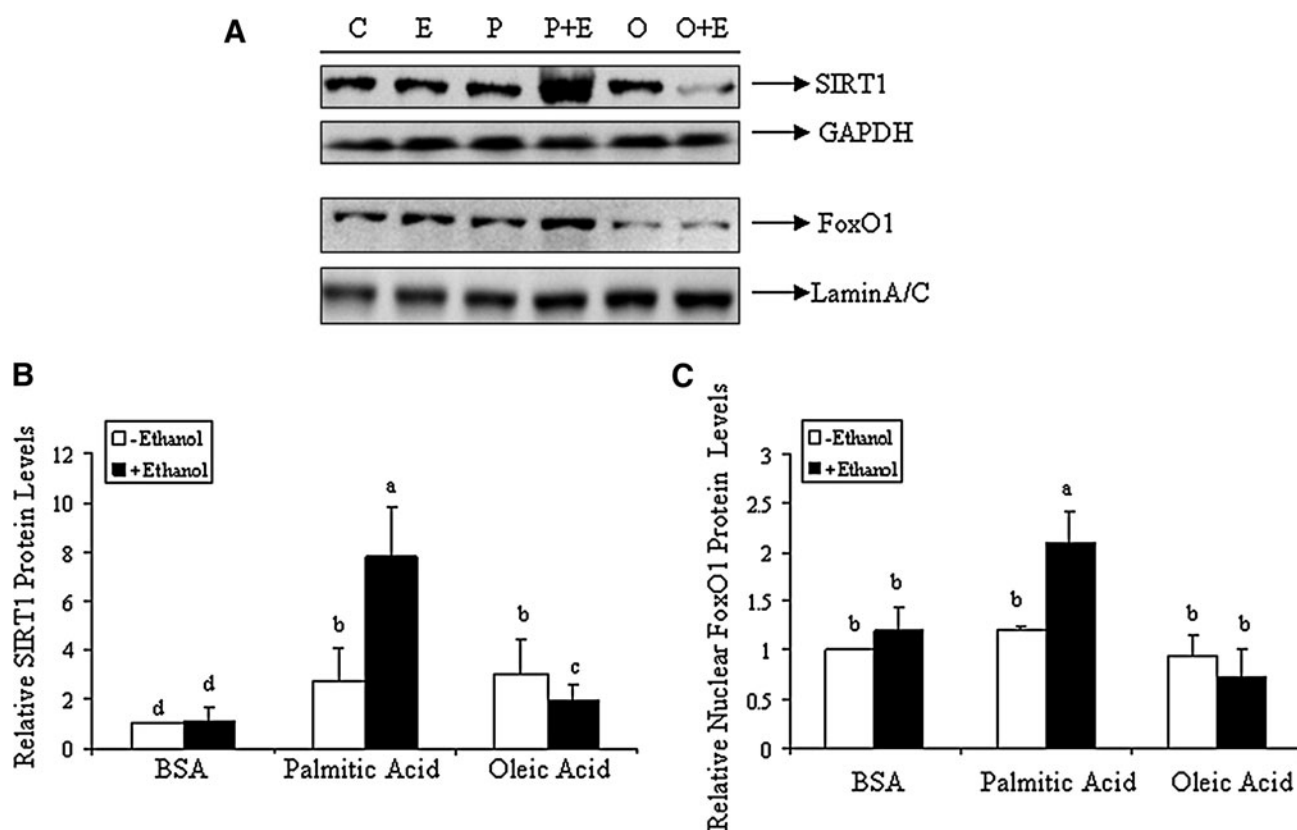 A
C E P P+E O O+E
SIRT1
GAPDH
FoxO1
LaminA/C
B
Relative SIRT1 Protein Levels
-Ethanol
+Ethanol
12
10
8
6
4
2
0
d
d
b
a
b
c
BSA
Palmitic Acid
Oleic Acid
C
Relative Nuclear FoxO1 Protein Levels
-Ethanol
+Ethanol
3
2.5
2
1.5
1
0.5
0
b
b
b
a
b
b
BSA
Palmitic Acid
Oleic Acid